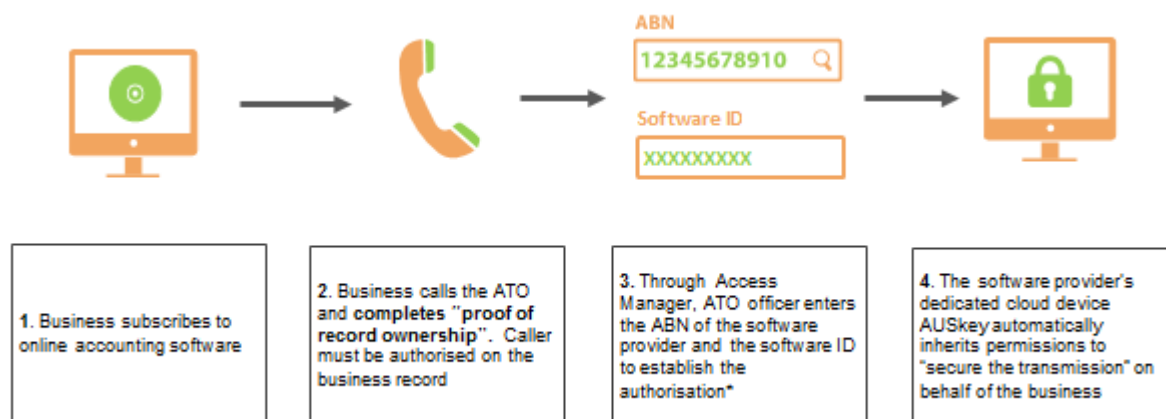 ABN
12345678910
Software ID
XXXXXXXXX
1. Business subscribes to
online accounting software
2. Business calls the ATO
and completes "proof of
record ownership". Caller
must be authorised on the
business record
3. Through Access
Manager, ATO officer enters
the ABN of the software
provider and the software ID
to establish the
authorisation*
4. The software provider's
dedicated cloud device
AUSkey automatically
inherits permissions to
"secure the transmission" on
behalf of the business